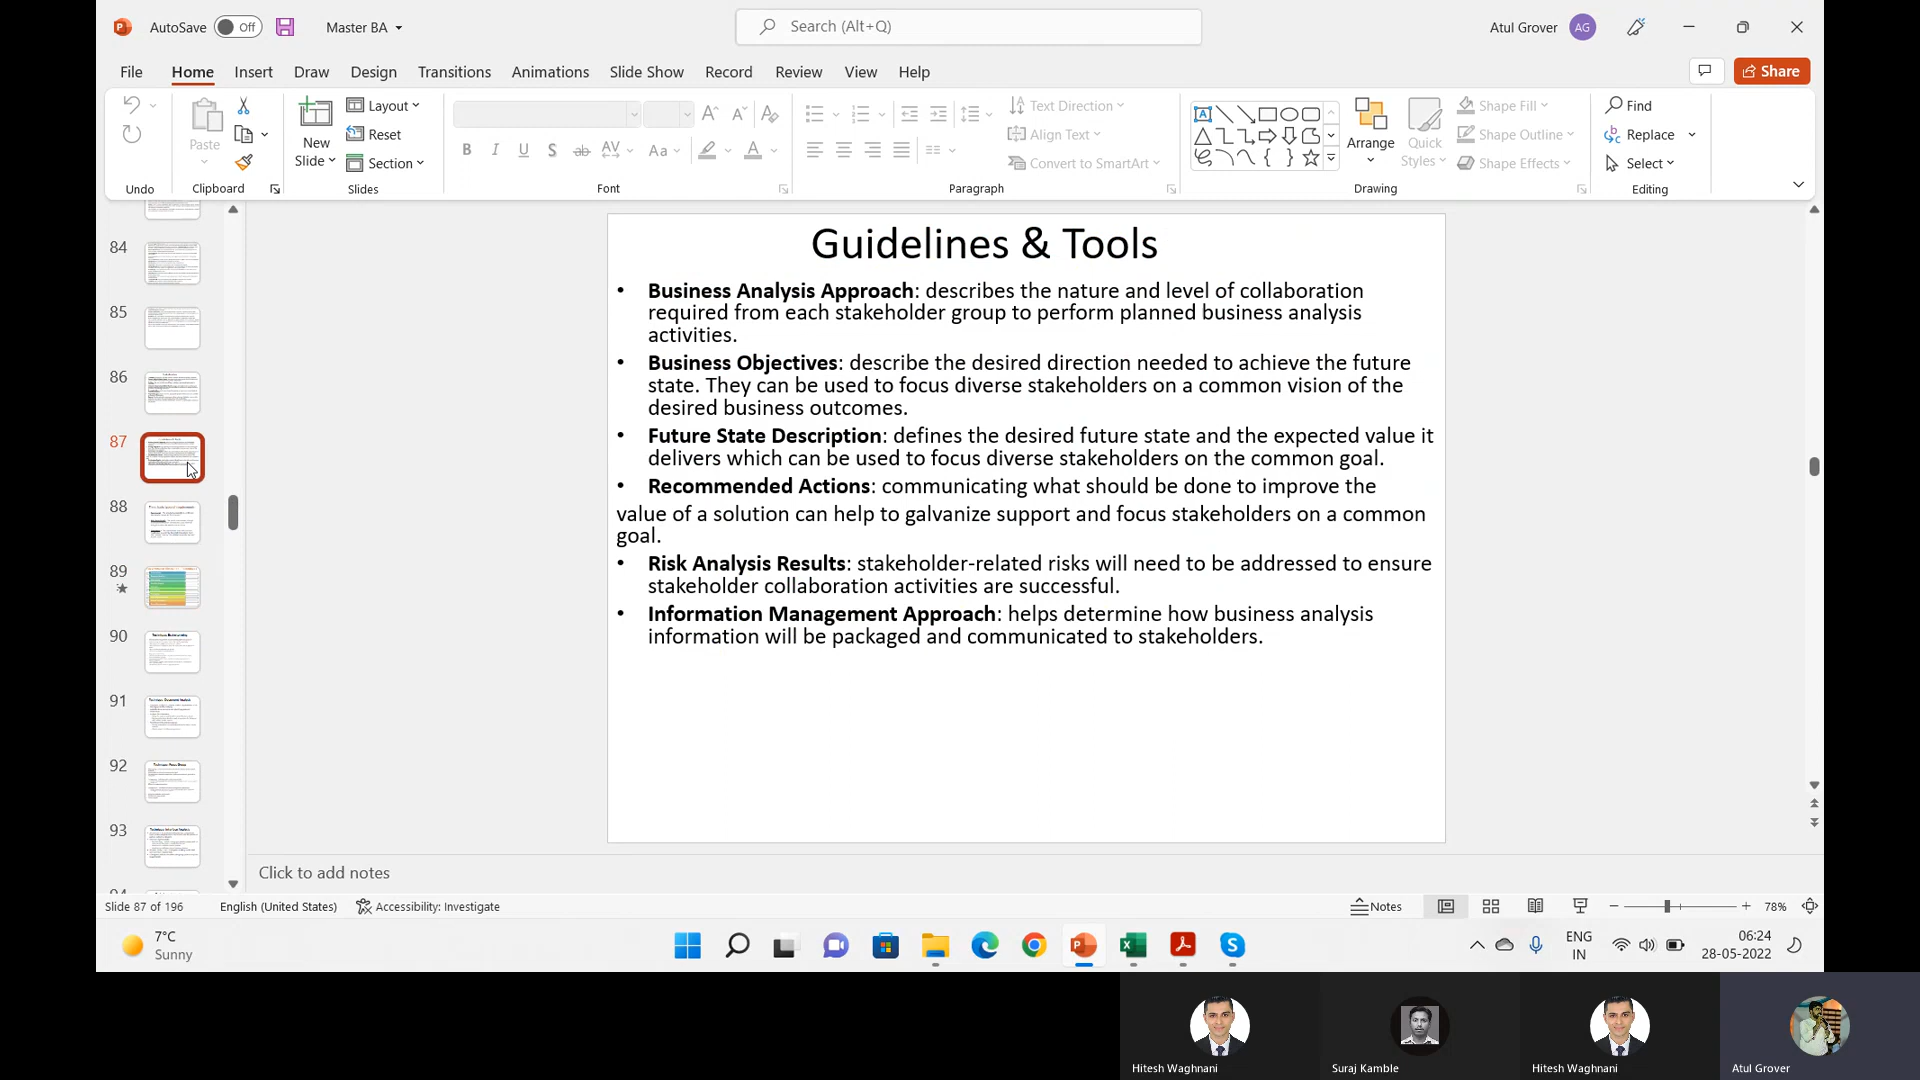 AutoSave Off Master BA Search (Alt+Q) Atul Grover AG
File Home Insert Draw Design Transitions Animations Slide Show Record Review View Help Share
Paste
New
Slide
Layout
Reset
Section
Text Direction
Align Text
Convert to SmartArt
Arrange
Quick
Styles
Shape Fill
Shape Outline
Shape Effects
Find
Replace
Select
Undo Clipboard Slides Font Paragraph Drawing Editing
84
85
86
87
88
89
90
91
92
93
Guidelines & Tools
• Business Analysis Approach: describes the nature and level of collaboration
required from each stakeholder group to perform planned business analysis
activities.
• Business Objectives: describe the desired direction needed to achieve the future
state. They can be used to focus diverse stakeholders on a common vision of the
desired business outcomes.
• Future State Description: defines the desired future state and the expected value it
delivers which can be used to focus diverse stakeholders on the common goal.
• Recommended Actions: communicating what should be done to improve the
value of a solution can help to galvanize support and focus stakeholders on a common
goal.
• Risk Analysis Results: stakeholder-related risks will need to be addressed to ensure
stakeholder collaboration activities are successful.
• Information Management Approach: helps determine how business analysis
information will be packaged and communicated to stakeholders.
Click to add notes
Slide 87 of 196 English (United States) Accessibility: Investigate Notes 78%
7°C
Sunny
ENG
IN
06:24
28-05-2022
Hitesh Waghnani Suraj Kamble Hitesh Waghnani Atul Grover